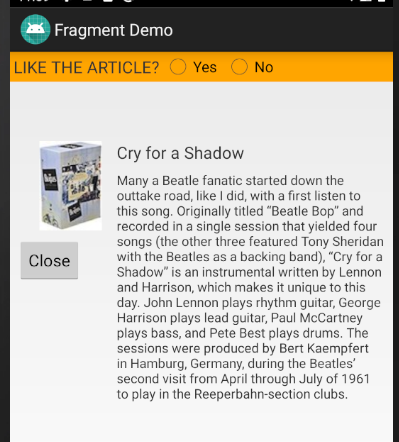 Fragment Demo
LIKE THE ARTICLE? Yes No
Cry for a Shadow
Many a Beatle fanatic started down the
outtake road, like I did, with a first listen to
this song. Originally titled “Beatle Bop” and
recorded in a single session that yielded four
songs (the other three featured Tony Sheridan
with the Beatles as a backing band), “Cry for a
Shadow” is an instrumental written by Lennon
and Harrison, which makes it unique to this
day. John Lennon plays rhythm guitar, George
Harrison plays lead guitar, Paul McCartney
plays bass, and Pete Best plays drums. The
sessions were produced by Bert Kaempfert
in Hamburg, Germany, during the Beatles’
second visit from April through July of 1961
to play in the Reeperbahn-section clubs.
Close